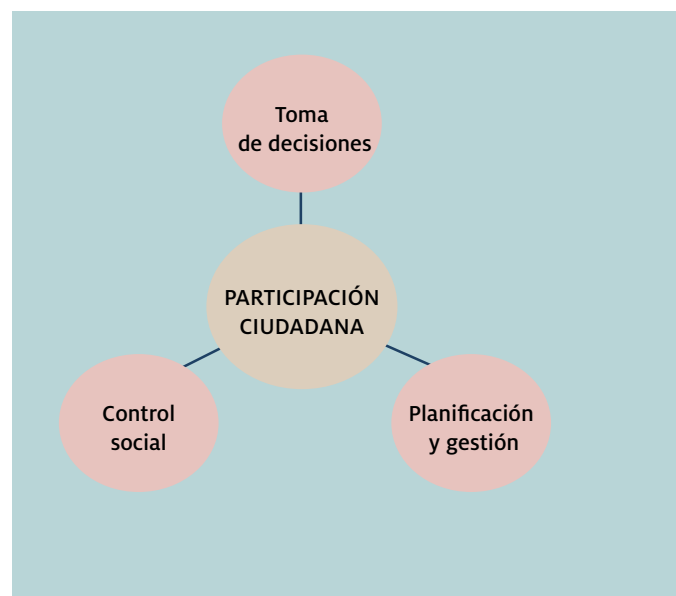 Toma
de decisiones
PARTICIPACIÓN
CIUDADANA
Control
social
Planificación
y gestión